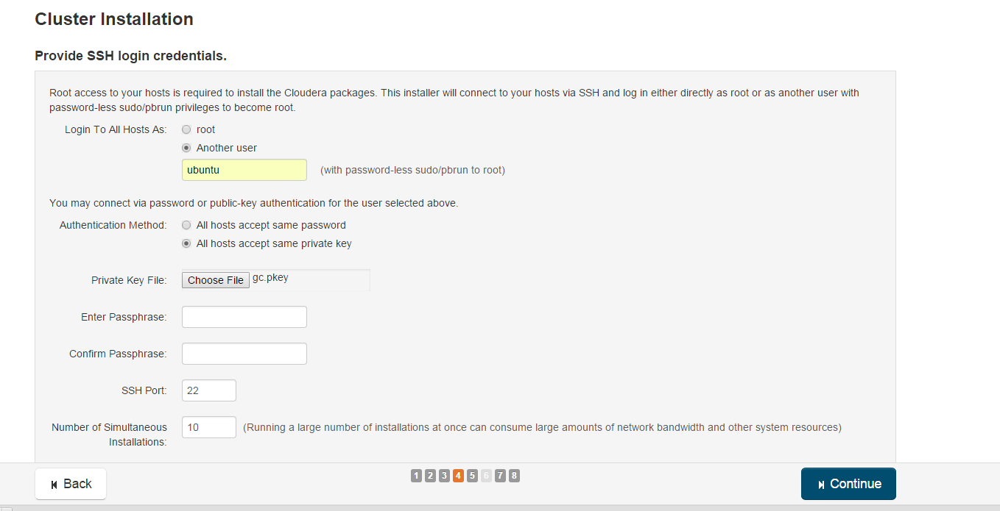 Cluster Installation
Provide SSH login credentials.
Root access to your hosts is required to install the Cloudera packages. This installer will connect to your hosts via SSH and log in either directly as root or as another user with
password-less sudo/pbrun privileges to become root.
Login To All Hosts As: root
Another user
ubuntu (with password-less sudo/pbrun to root)
You may connect via password or public-key authentication for the user selected above.
Authentication Method: All hosts accept same password
All hosts accept same private key
Private Key File: Choose File gc.pkey
Enter Passphrase:
Confirm Passphrase:
SSH Port: 22
Number of Simultaneous 10 (Running a large number of installations at once can consume large amounts of network bandwidth and other system resources)
Installations:
Back 1 2 3 4 5 6 7 8 Continue